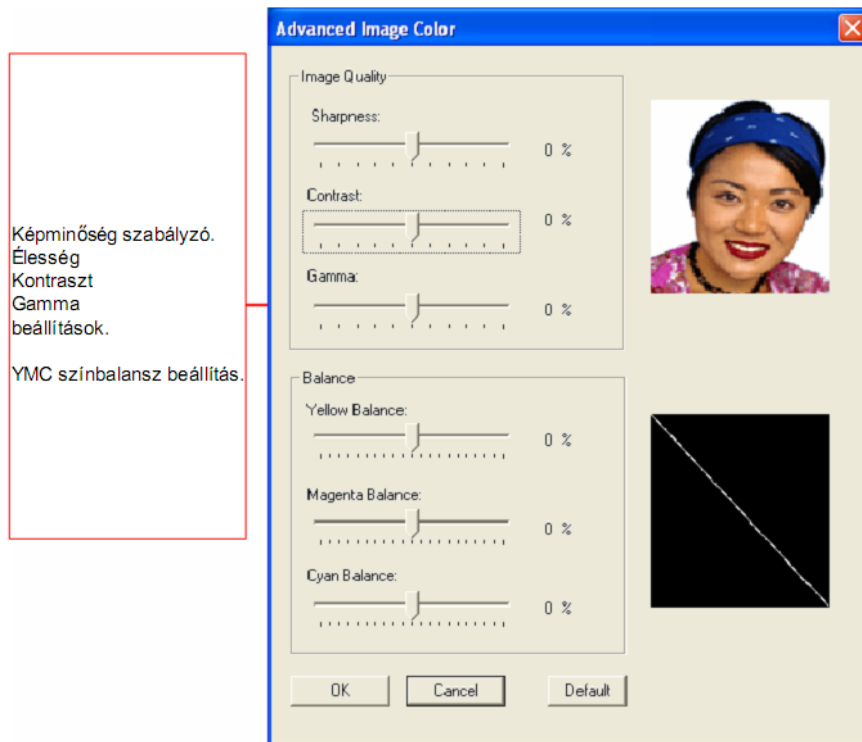 Advanced Image Color
Képminőség szabályzó.
Élesség
Kontraszt
Gamma
beállítások.
YMC színbalansz beállítás.
Image Quality
Sharpness:
0 %
Contrast:
0 %
Gamma:
0 %
Balance
Yellow Balance:
0 %
Magenta Balance:
0 %
Cyan Balance:
0 %
OK
Cancel
Default